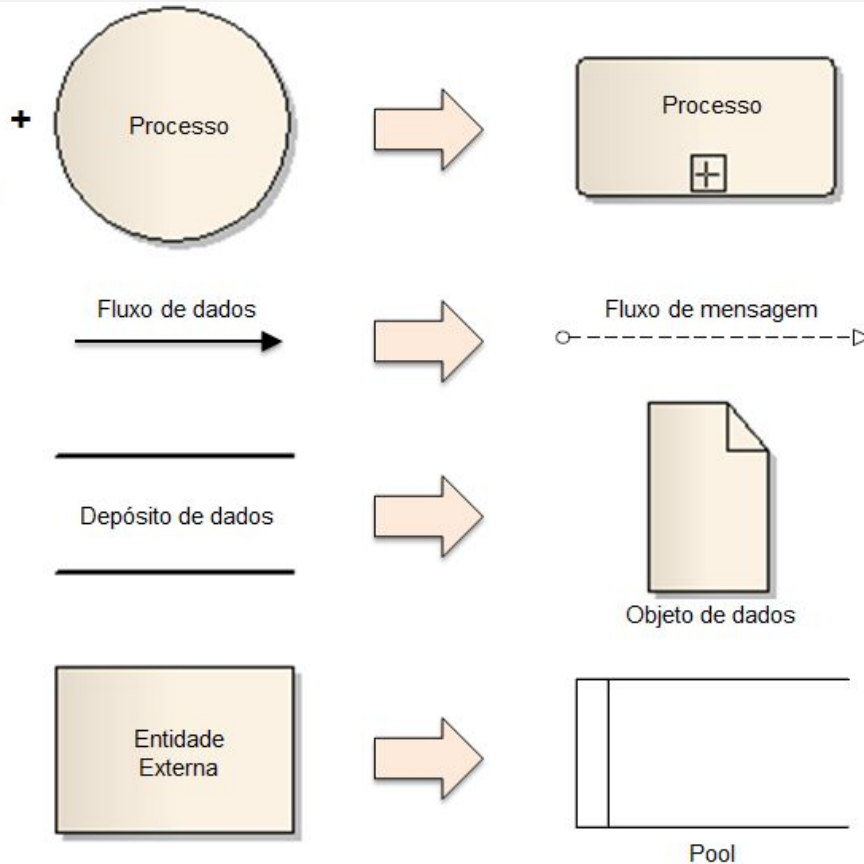 + Processo
Processo
Fluxo de dados
Fluxo de mensagem
Depósito de dados
Objeto de dados
Entidade
Externa
Pool